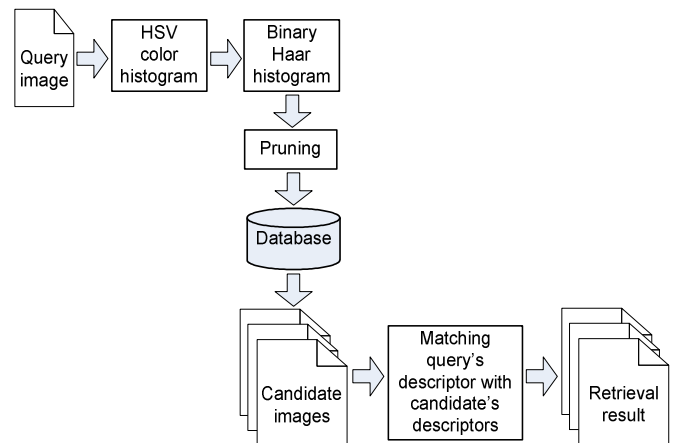 Query
image
HSV
color
histogram
Binary
Haar
histogram
Pruning
Database
Candidate
images
Matching
query's
descriptor with
candidate's
descriptors
Retrieval
result